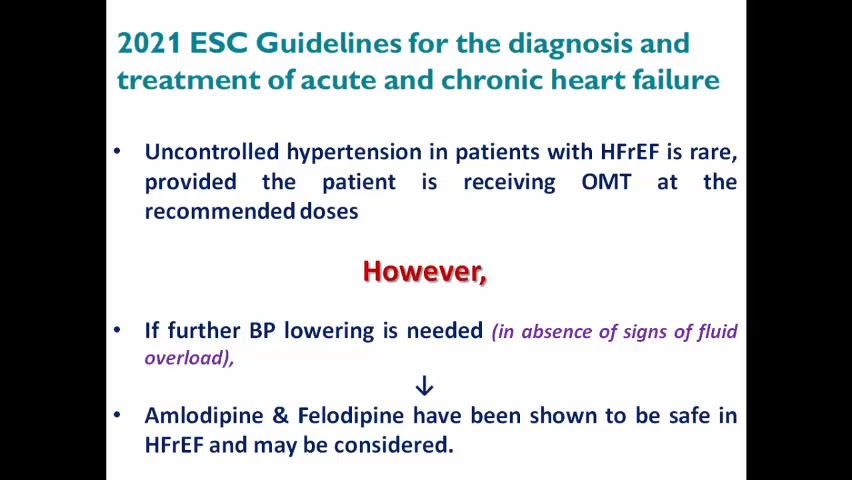 2021 ESC Guidelines for the diagnosis and
treatment of acute and chronic heart failure
• Uncontrolled hypertension in patients with HFrEF is rare,
provided the patient is receiving OMT at the
recommended doses
However,
• If further BP lowering is needed (in absence of signs of fluid
overload),
↓
• Amlodipine & Felodipine have been shown to be safe in
HFrEF and may be considered.